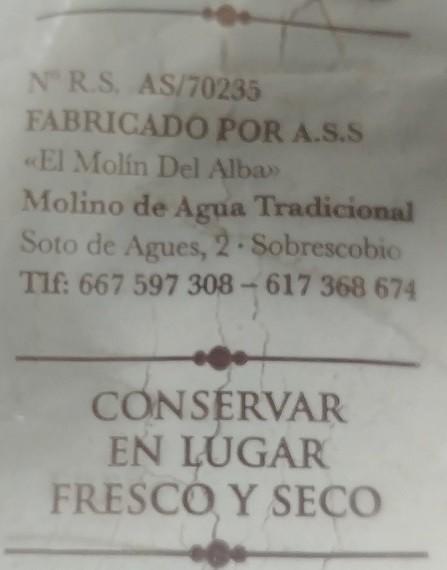 Nº R.S. AS/70235
FABRICADO POR A.S.S
«El Molín Del Alba»
Molino de Agua Tradicional
Soto de Agues, 2 · Sobrescobio
Tlf: 667 597 308 – 617 368 674
CONSERVAR
EN LUGAR
FRESCO Y SECO